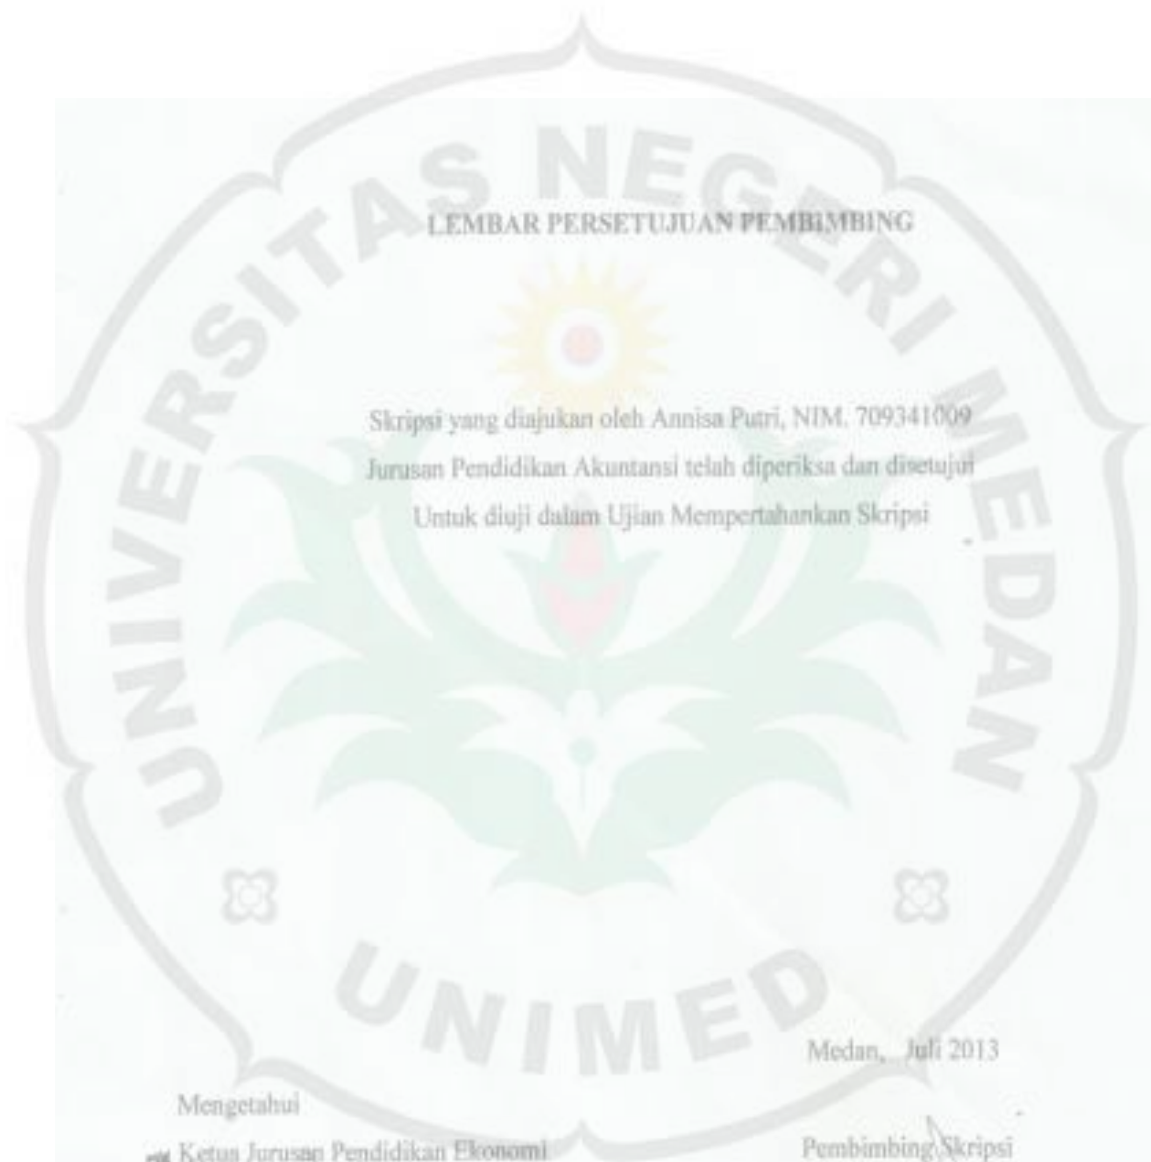 UNIVERSITAS NEGERI MEDAN
LEMBAR PERSETUJUAN PEMBIMBING
Skripsi yang diajukan oleh Annisa Putri, NIM. 709341009
Jurusan Pendidikan Akuntansi telah diperiksa dan disetujui
Untuk diuji dalam Ujian Mempertahankan Skripsi
UNIMED
Medan, Juli 2013
Mengetahui
Ketua Jurusan Pendidikan Ekonomi
Pembimbing Skripsi